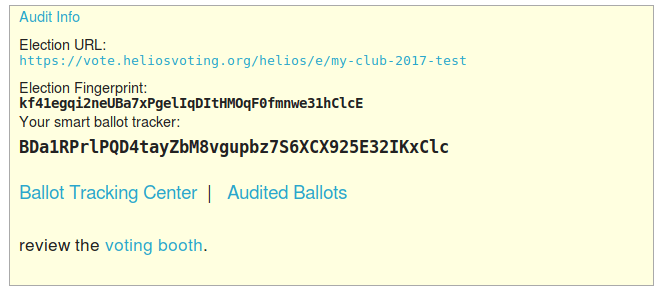 Audit Info
Election URL:
https://vote.heliosvoting.org/helios/e/my-club-2017-test
Election Fingerprint:
kf41egqi2neUBa7xPgelIqDItHMOqF0fmnwe31hClcE
Your smart ballot tracker:
BDa1RPrlPQD4tayZbM8vgupbz7S6XCX925E32IKxClc
Ballot Tracking Center | Audited Ballots
review the voting booth.